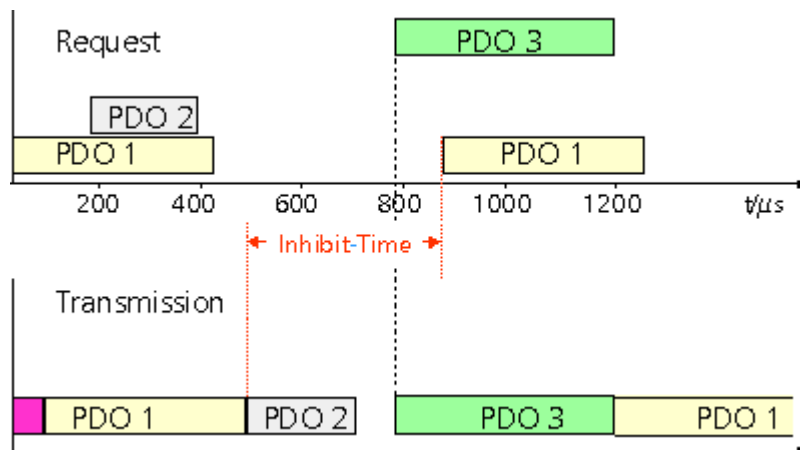 Request
PDO 3
PDO 2
PDO 1
PDO 1
200 400 600 800 1000 1200 t/µs
Inhibit-Time
Transmission
PDO 1 PDO 2 PDO 3 PDO 1